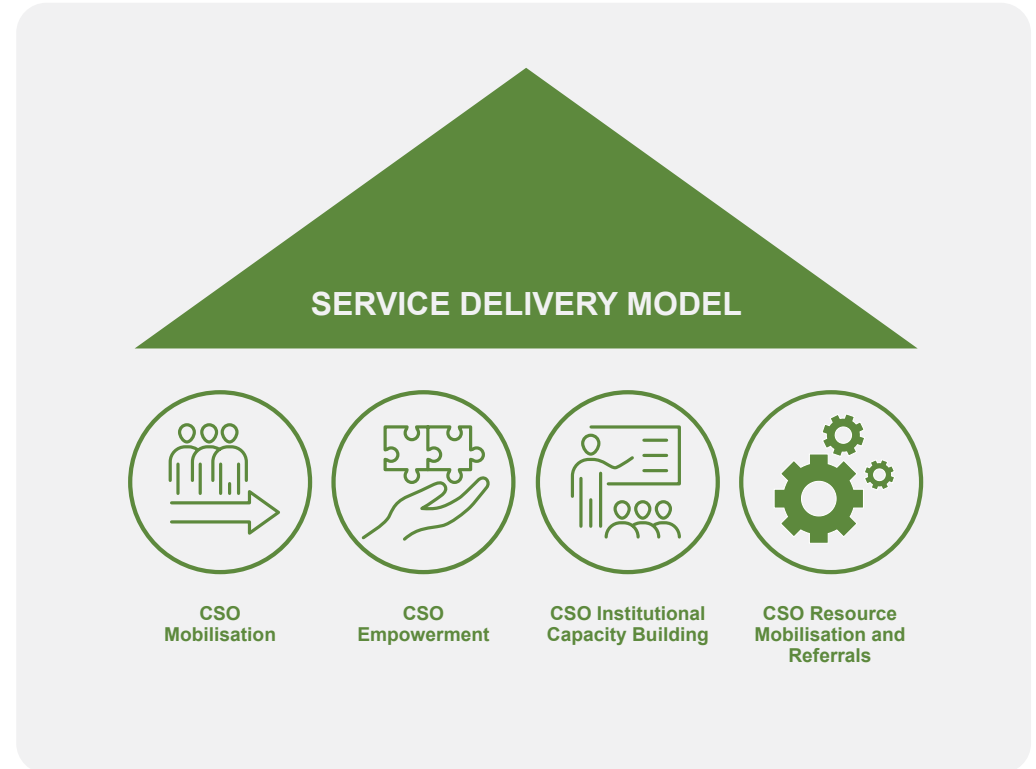 SERVICE DELIVERY MODEL
CSO
Mobilisation
CSO
Empowerment
CSO Institutional
Capacity Building
CSO Resource
Mobilisation and
Referrals